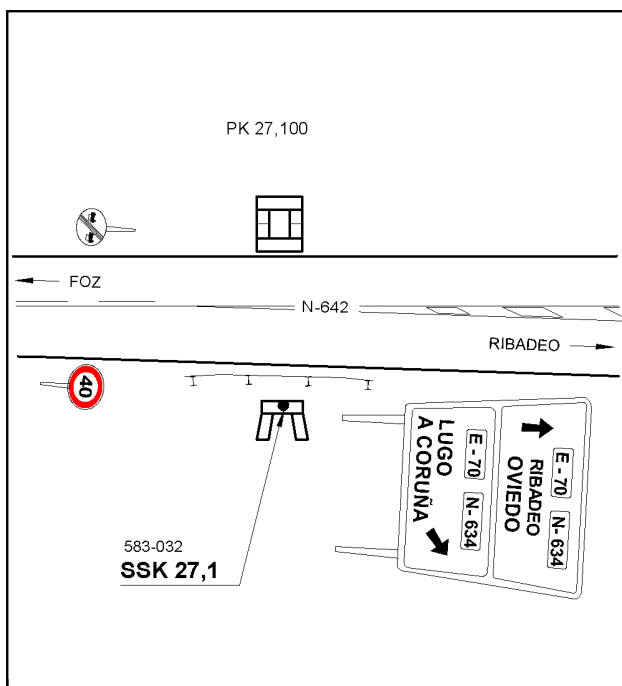 PK 27,100
FOZ
N-642
RIBADEO
40
583-032
SSK 27,1
E - 70 N- 634
RIBADEO
OVIEDO
E - 70 N- 634
LUGO
A CORUÑA